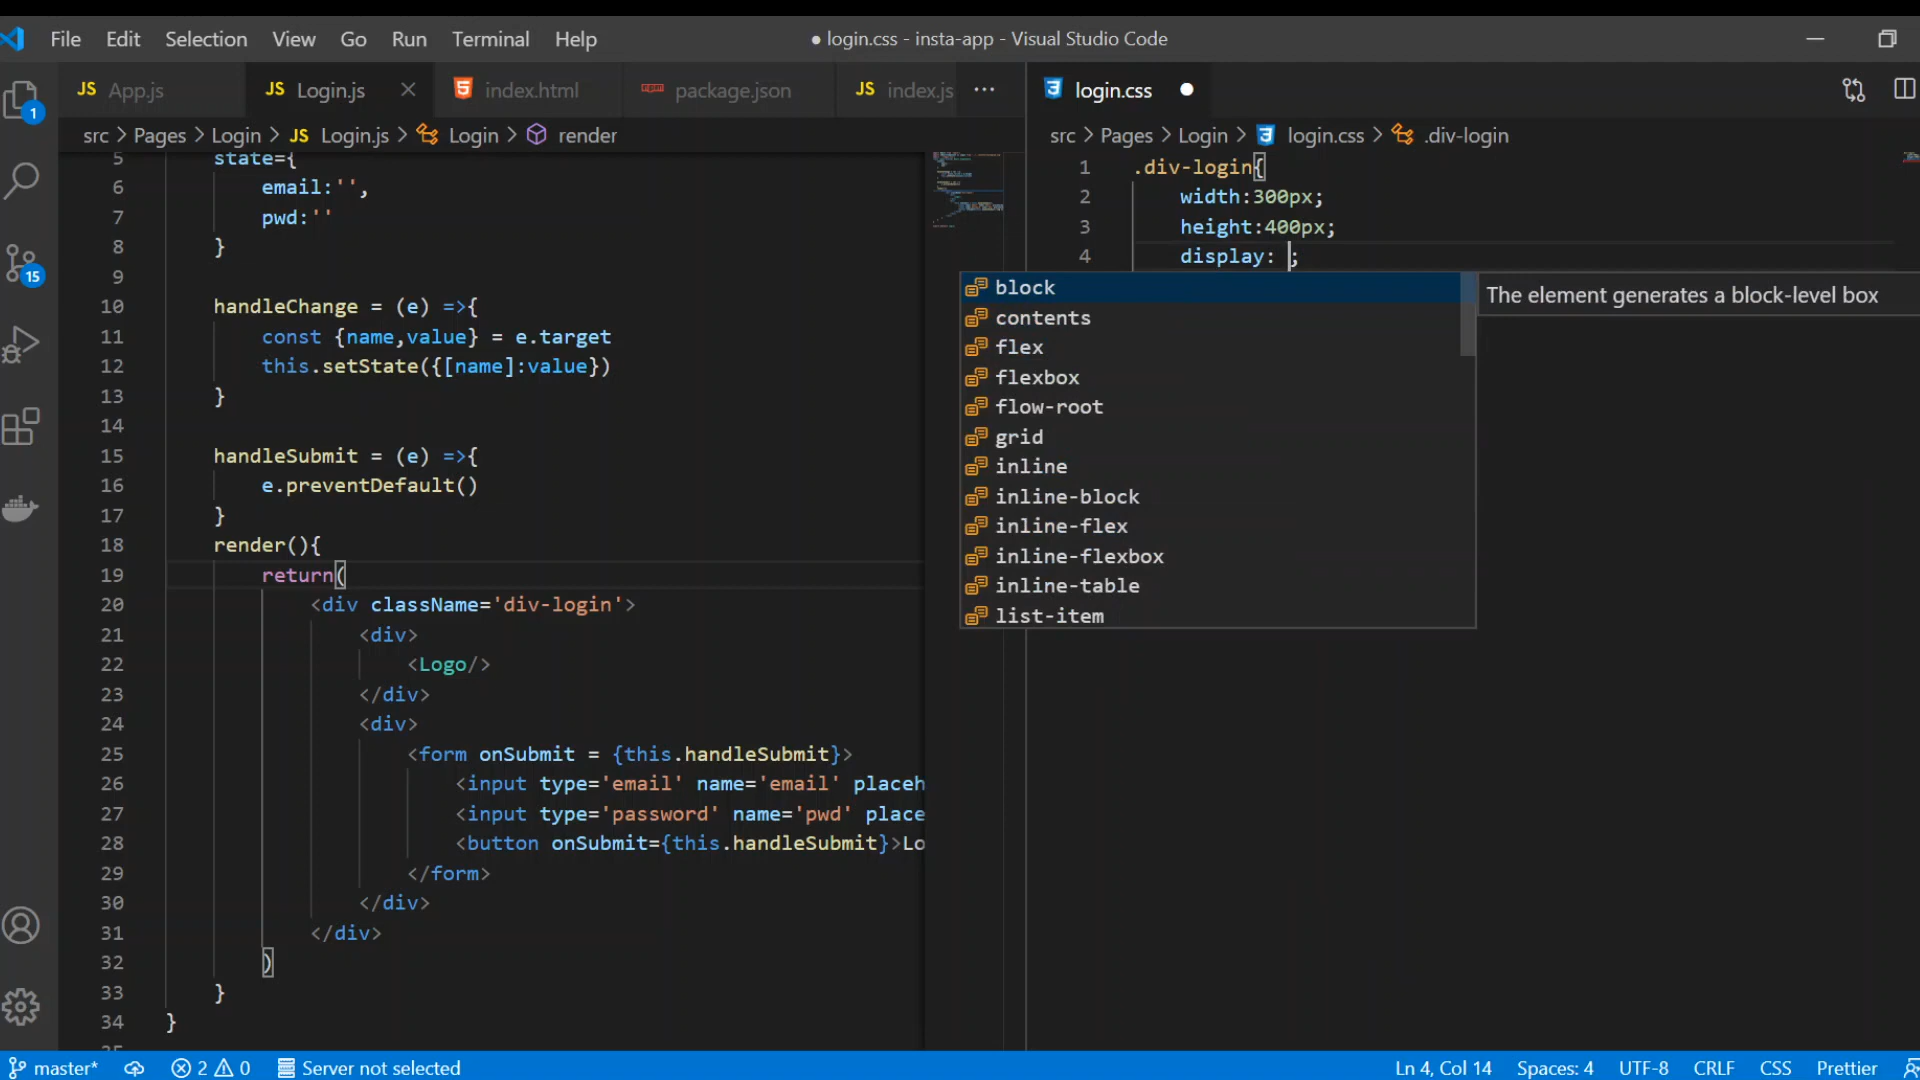 File Edit Selection View Go Run Terminal Help
● login.css - insta-app - Visual Studio Code
JS App.js JS Login.js index.html package.json JS index.js ···
src > Pages > Login > JS Login.js > Login > render
5 state={
6 email:'',
7 pwd:''
8 }
9
10 handleChange = (e) =>{
11 const {name,value} = e.target
12 this.setState({[name]:value})
13 }
14
15 handleSubmit = (e) =>{
16 e.preventDefault()
17 }
18 render(){
19 return(
20 <div className='div-login'>
21 <div>
22 <Logo/>
23 </div>
24 <div>
25 <form onSubmit = {this.handleSubmit}>
26 <input type='email' name='email' placeh
27 <input type='password' name='pwd' place
28 <button onSubmit={this.handleSubmit}>Lo
29 </form>
30 </div>
31 </div>
32 )
33 }
34 }
login.css ●
src > Pages > Login > login.css > .div-login
1 .div-login{
2 width:300px;
3 height:400px;
4 display: ;
block
contents
flex
flexbox
flow-root
grid
inline
inline-block
inline-flex
inline-flexbox
inline-table
list-item
The element generates a block-level box
1
15
master* 2 0 Server not selected
Ln 4, Col 14 Spaces: 4 UTF-8 CRLF CSS Prettier